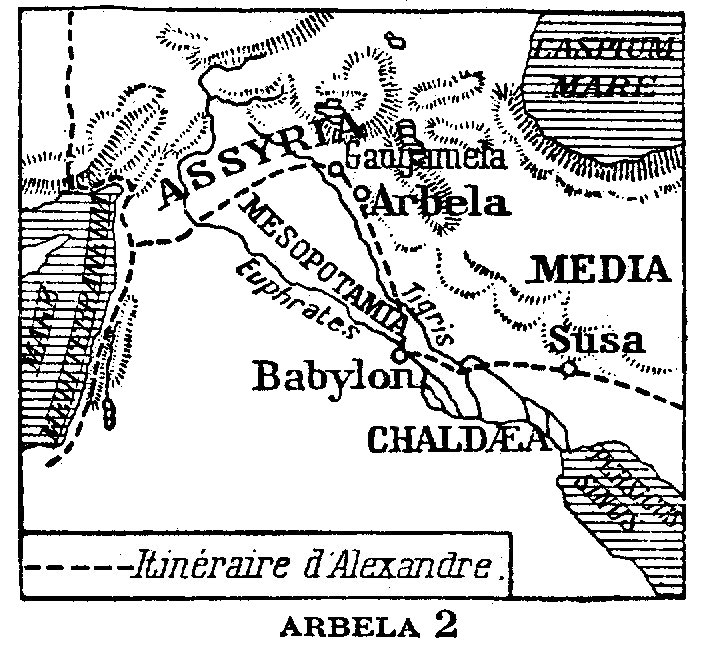 CASPIUM
MARE
ASSYRIA
Gaugamela
Arbela
MESOPOTAMIA
MEDIA
Euphrates
Tigris
MARE
MEDITERRANEUM
Susa
Babylon
CHALDÆA
PERSICUS
SINUS
Itinéraire d'Alexandre.
ARBELA 2